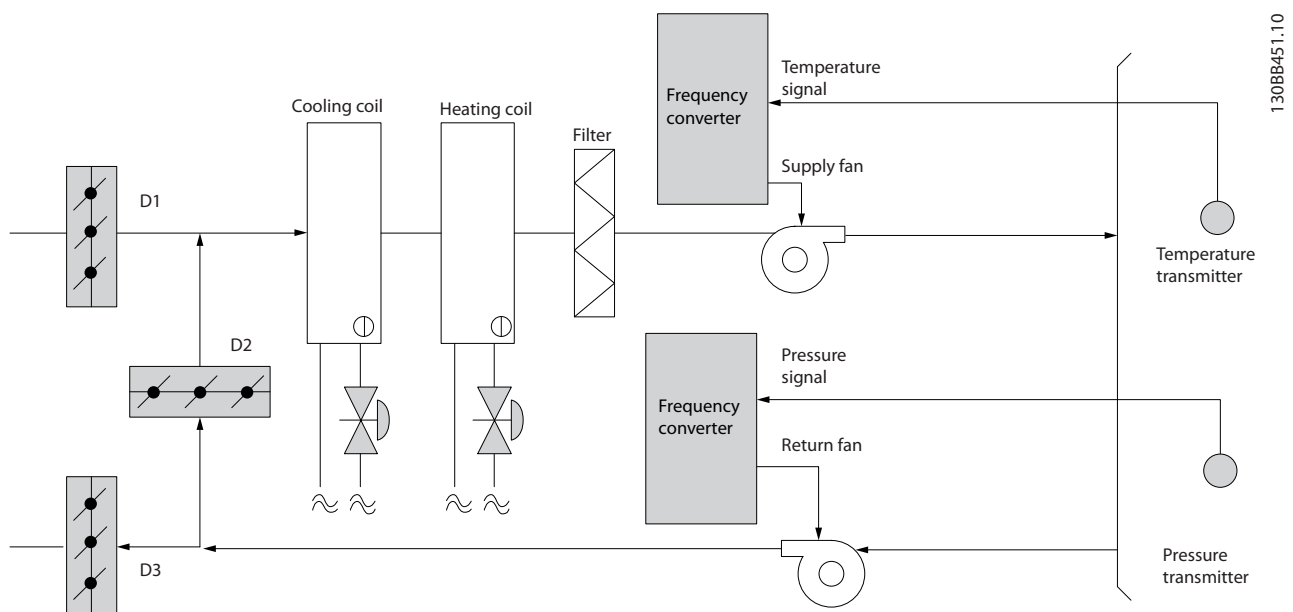 130BB451.10
Temperature
signal
Frequency
converter
Cooling coil
Heating coil
Filter
Supply fan
D1
Temperature
transmitter
D2
Pressure
signal
Frequency
converter
Return fan
D3
Pressure
transmitter